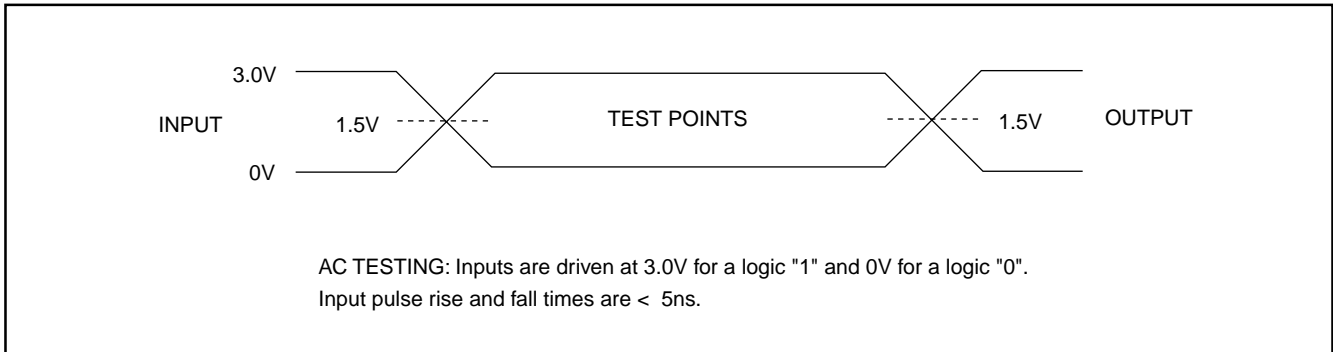 3.0V
INPUT 1.5V TEST POINTS 1.5V OUTPUT
0V
AC TESTING: Inputs are driven at 3.0V for a logic "1" and 0V for a logic "0".
Input pulse rise and fall times are < 5ns.